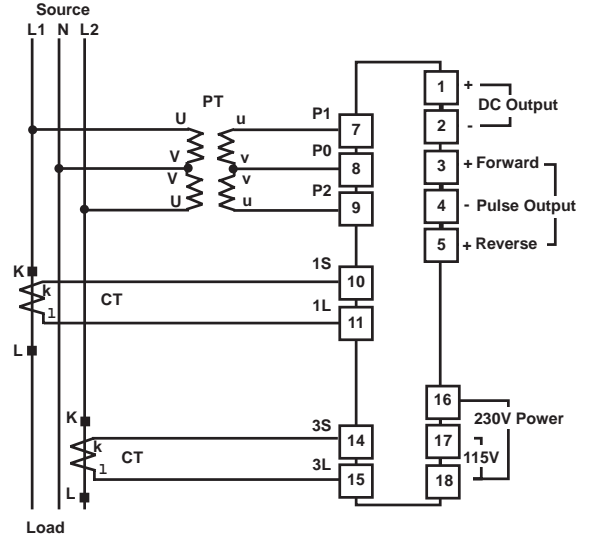 Source
L1 N L2
PT
U u P1 7
V P0 8
V v
v
U u P2 9
K
k
l
CT
L
1S 10
1L 11
K
k
l
CT
L
3S 14
3L 15
Load
1 +
DC Output
2 -
3 + Forward
4 - Pulse Output
5 + Reverse
16
230V Power
17
115V
18